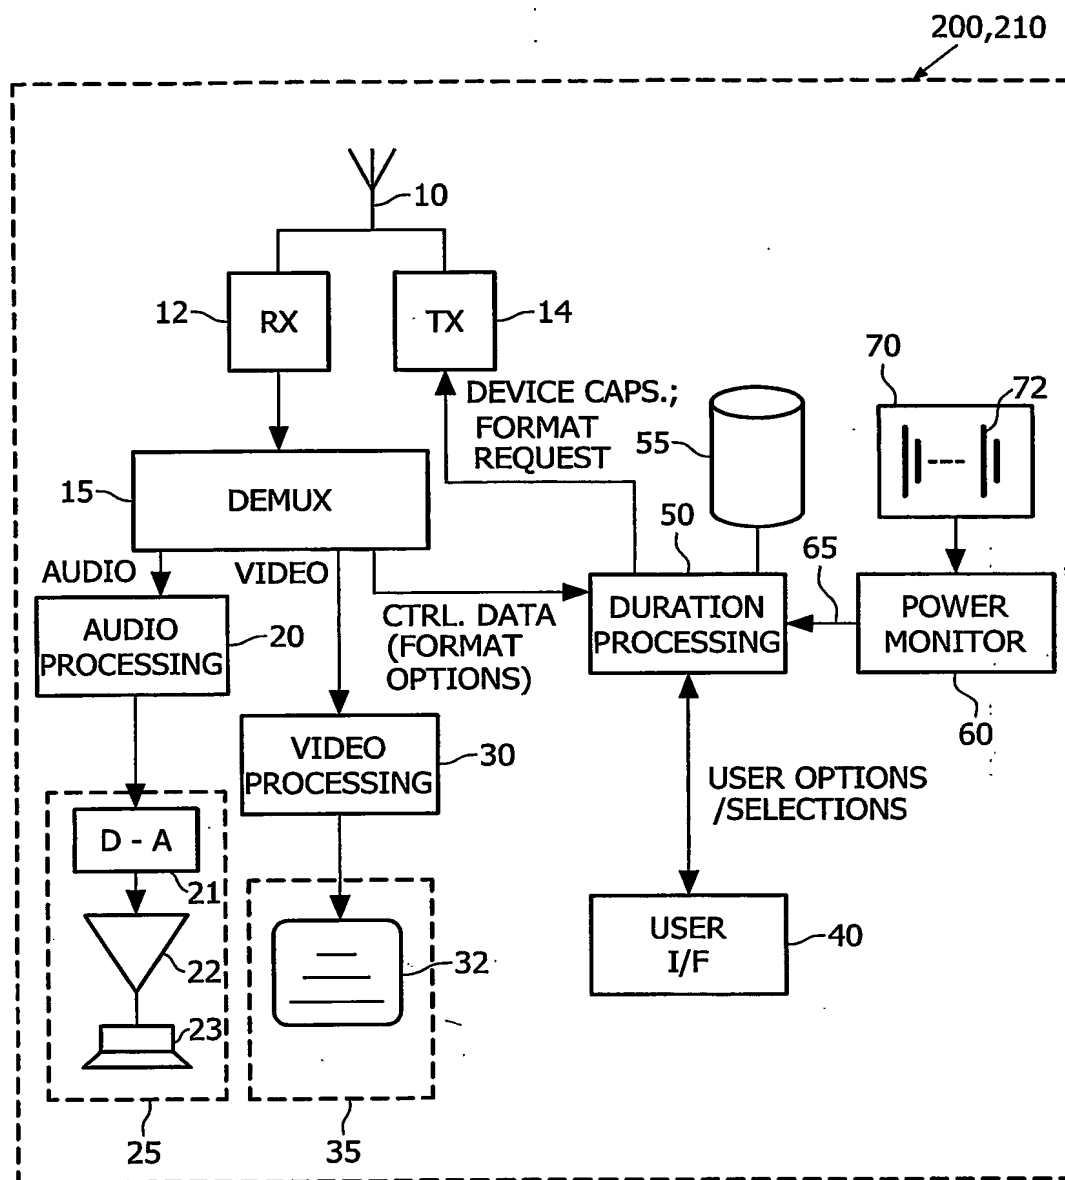 200,210
10
12
RX
TX
14
DEVICE CAPS.;
FORMAT
REQUEST
55
70
72
15
DEMUX
50
65
AUDIO
VIDEO
CTRL. DATA
(FORMAT
OPTIONS)
DURATION
PROCESSING
POWER
MONITOR
60
AUDIO
PROCESSING
20
VIDEO
PROCESSING
30
USER OPTIONS
/SELECTIONS
D - A
21
22
23
25
32
35
USER
I/F
40